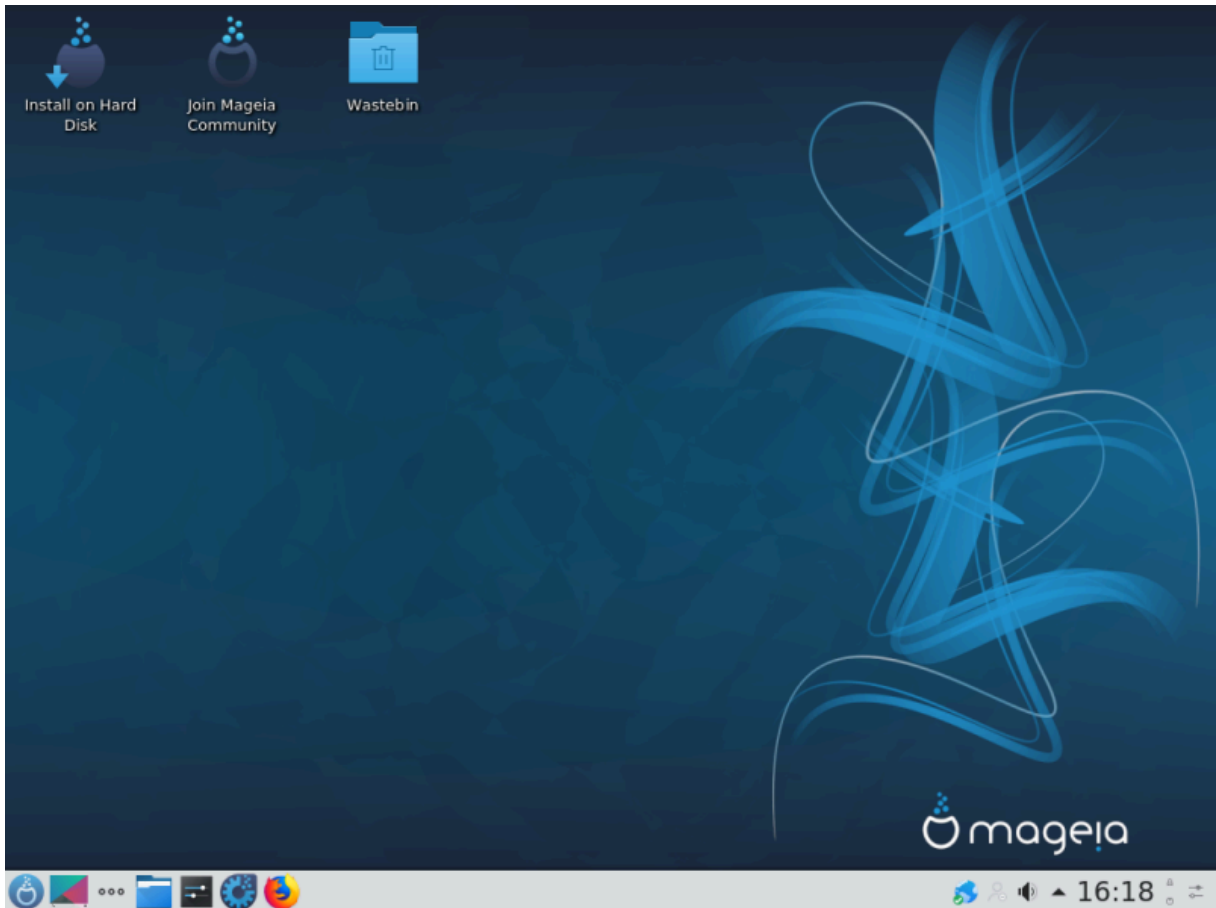 Install on Hard
Disk
Join Mageia
Community
Wastebin
mageia
16:18